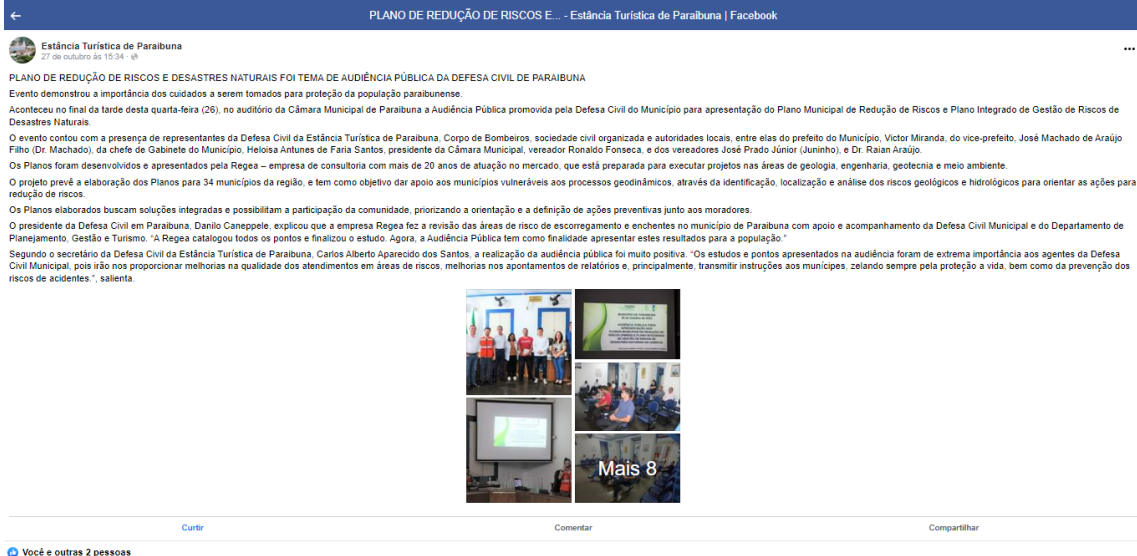 PLANO DE REDUÇÃO DE RISCOS E... - Estância Turística de Paraibuna | Facebook
Estância Turística de Paraibuna
27 de outubro às 15:34 ·
PLANO DE REDUÇÃO DE RISCOS E DESASTRES NATURAIS FOI TEMA DE AUDIÊNCIA PÚBLICA DA DEFESA CIVIL DE PARAIBUNA
Evento demonstrou a importância dos cuidados a serem tomados para proteção da população paraibunense.
Aconteceu no final da tarde desta quarta-feira (26), no auditório da Câmara Municipal de Paraibuna a Audiência Pública promovida pela Defesa Civil do Município para apresentação do Plano Municipal de Redução de Riscos e Plano Integrado de Gestão de Riscos de
Desastres Naturais.
O evento contou com a presença de representantes da Defesa Civil da Estância Turística de Paraibuna, Corpo de Bombeiros, sociedade civil organizada e autoridades locais, entre elas do prefeito do Município, Victor Miranda, do vice-prefeito, José Machado de Araújo
Filho (Dr. Machado), da chefe de Gabinete do Município, Heloisa Antunes de Faria Santos, presidente da Câmara Municipal, vereador Ronaldo Fonseca, e dos vereadores José Prado Júnior (Juninho), e Dr. Raian Araújo.
Os Planos foram desenvolvidos e apresentados pela Regea – empresa de consultoria com mais de 20 anos de atuação no mercado, que está preparada para executar projetos nas áreas de geologia, engenharia, geotecnia e meio ambiente.
O projeto prevê a elaboração dos Planos para 34 municípios da região, e tem como objetivo dar apoio aos municípios vulneráveis aos processos geodinâmicos, através da identificação, localização e análise dos riscos geológicos e hidrológicos para orientar as ações para
redução de riscos.
Os Planos elaborados buscam soluções integradas e possibilitam a participação da comunidade, priorizando a orientação e a definição de ações preventivas junto aos moradores.
O presidente da Defesa Civil em Paraibuna, Danilo Caneppele, explicou que a empresa Regea fez a revisão das áreas de risco de escorregamento e enchentes no município de Paraibuna com apoio e acompanhamento da Defesa Civil Municipal e do Departamento de
Planejamento, Gestão e Turismo. “A Regea catalogou todos os pontos e finalizou o estudo. Agora, a Audiência Pública tem como finalidade apresentar estes resultados para a população.”
Segundo o secretário da Defesa Civil da Estância Turística de Paraibuna, Carlos Alberto Aparecido dos Santos, a realização da audiência pública foi muito positiva. “Os estudos e pontos apresentados na audiência foram de extrema importância aos agentes da Defesa
Civil Municipal, pois irão nos proporcionar melhorias na qualidade dos atendimentos em áreas de riscos, melhorias nos apontamentos de relatórios e, principalmente, transmitir instruções aos munícipes, zelando sempre pela proteção a vida, bem como da prevenção dos
riscos de acidentes.”, salienta.
Mais 8
Curtir
Comentar
Compartilhar
Você e outras 2 pessoas